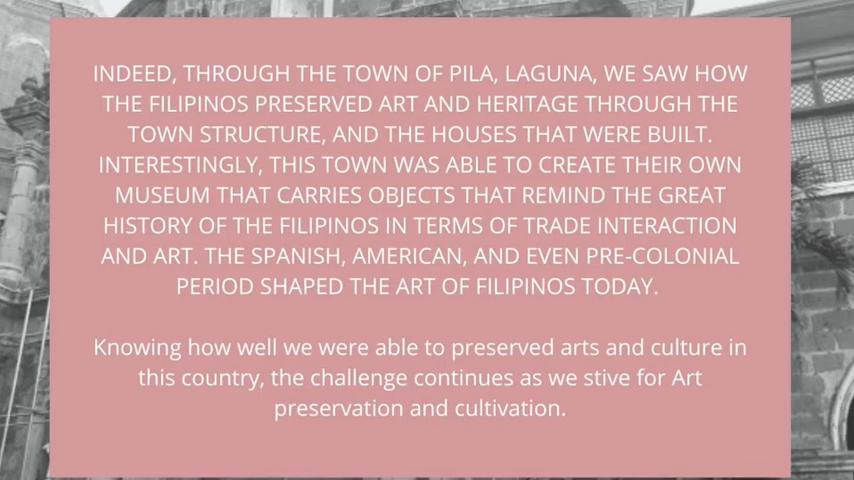 INDEED, THROUGH THE TOWN OF PILA, LAGUNA, WE SAW HOW
THE FILIPINOS PRESERVED ART AND HERITAGE THROUGH THE
TOWN STRUCTURE, AND THE HOUSES THAT WERE BUILT.
INTERESTINGLY, THIS TOWN WAS ABLE TO CREATE THEIR OWN
MUSEUM THAT CARRIES OBJECTS THAT REMIND THE GREAT
HISTORY OF THE FILIPINOS IN TERMS OF TRADE INTERACTION
AND ART. THE SPANISH, AMERICAN, AND EVEN PRE-COLONIAL
PERIOD SHAPED THE ART OF FILIPINOS TODAY.
Knowing how well we were able to preserved arts and culture in
this country, the challenge continues as we stive for Art
preservation and cultivation.